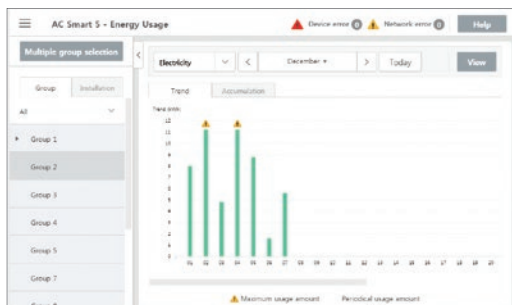 AC Smart 5 - Energy Usage
Device error 0
Network error 0
Help
Multiple group selection
Electricity
<
December
>
Today
View
Group
Installation
Trend
Accumulation
All
Group 1
Group 2
Group 3
Group 4
Group 5
Group 7
12
11
10
9
8
7
6
5
4
3
2
1
0
01 02 03 04 05 06 07 08 09 10 11 12 13 14 15 16 17 18 19 20
Maximum usage amount
Periodical usage amount